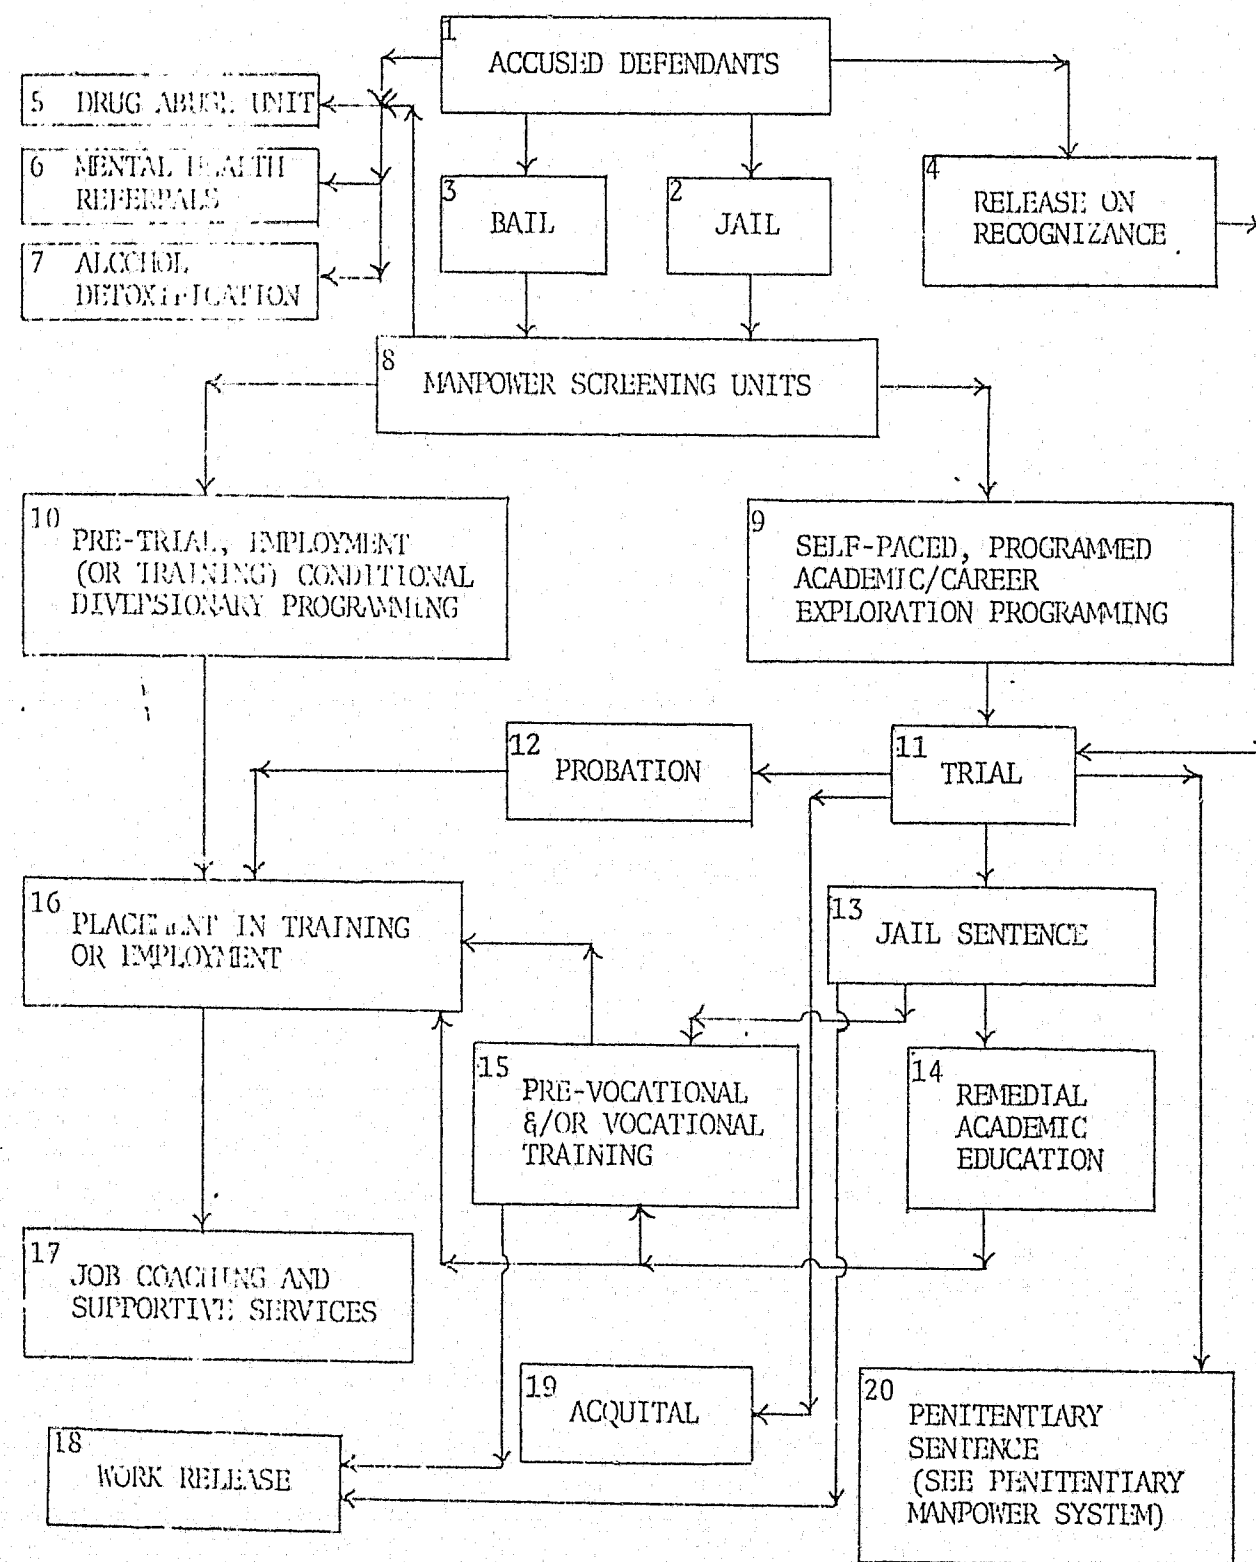 1
ACCUSED DEFENDANTS
5 DRUG ABUSE UNIT
6 MENTAL HEALTH
REFERRALS
7 ALCOHOL
DETOXIFICATION
3
BAIL
2
JAIL
4
RELEASE ON
RECOGNIZANCE
8
MANPOWER SCREENING UNITS
10
PRE-TRIAL, EMPLOYMENT
(OR TRAINING) CONDITIONAL
DIVERSIONARY PROGRAMMING
9
SELF-PACED, PROGRAMMED
ACADEMIC/CAREER
EXPLORATION PROGRAMMING
12
PROBATION
11
TRIAL
16
PLACEMENT IN TRAINING
OR EMPLOYMENT
13
JAIL SENTENCE
15
PRE-VOCATIONAL
&/OR VOCATIONAL
TRAINING
14
REMEDIAL
ACADEMIC
EDUCATION
17
JOB COACHING AND
SUPPORTIVE SERVICES
19
ACQUITAL
18
WORK RELEASE
20
PENITENTIARY
SENTENCE
(SEE PENITENTIARY
MANPOWER SYSTEM)